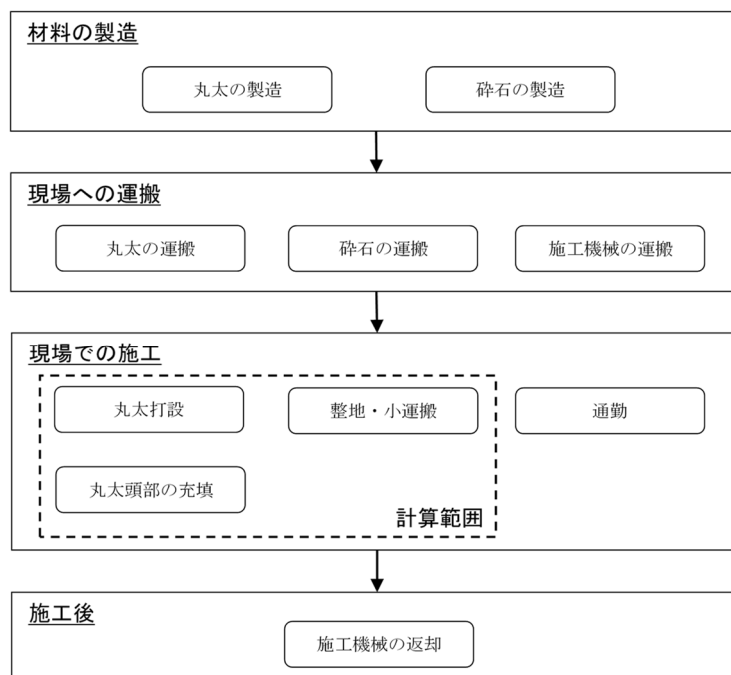 材料の製造
丸太の製造
砕石の製造
現場への運搬
丸太の運搬
砕石の運搬
施工機械の運搬
現場での施工
丸太打設
整地・小運搬
通勤
丸太頭部の充填
計算範囲
施工後
施工機械の返却